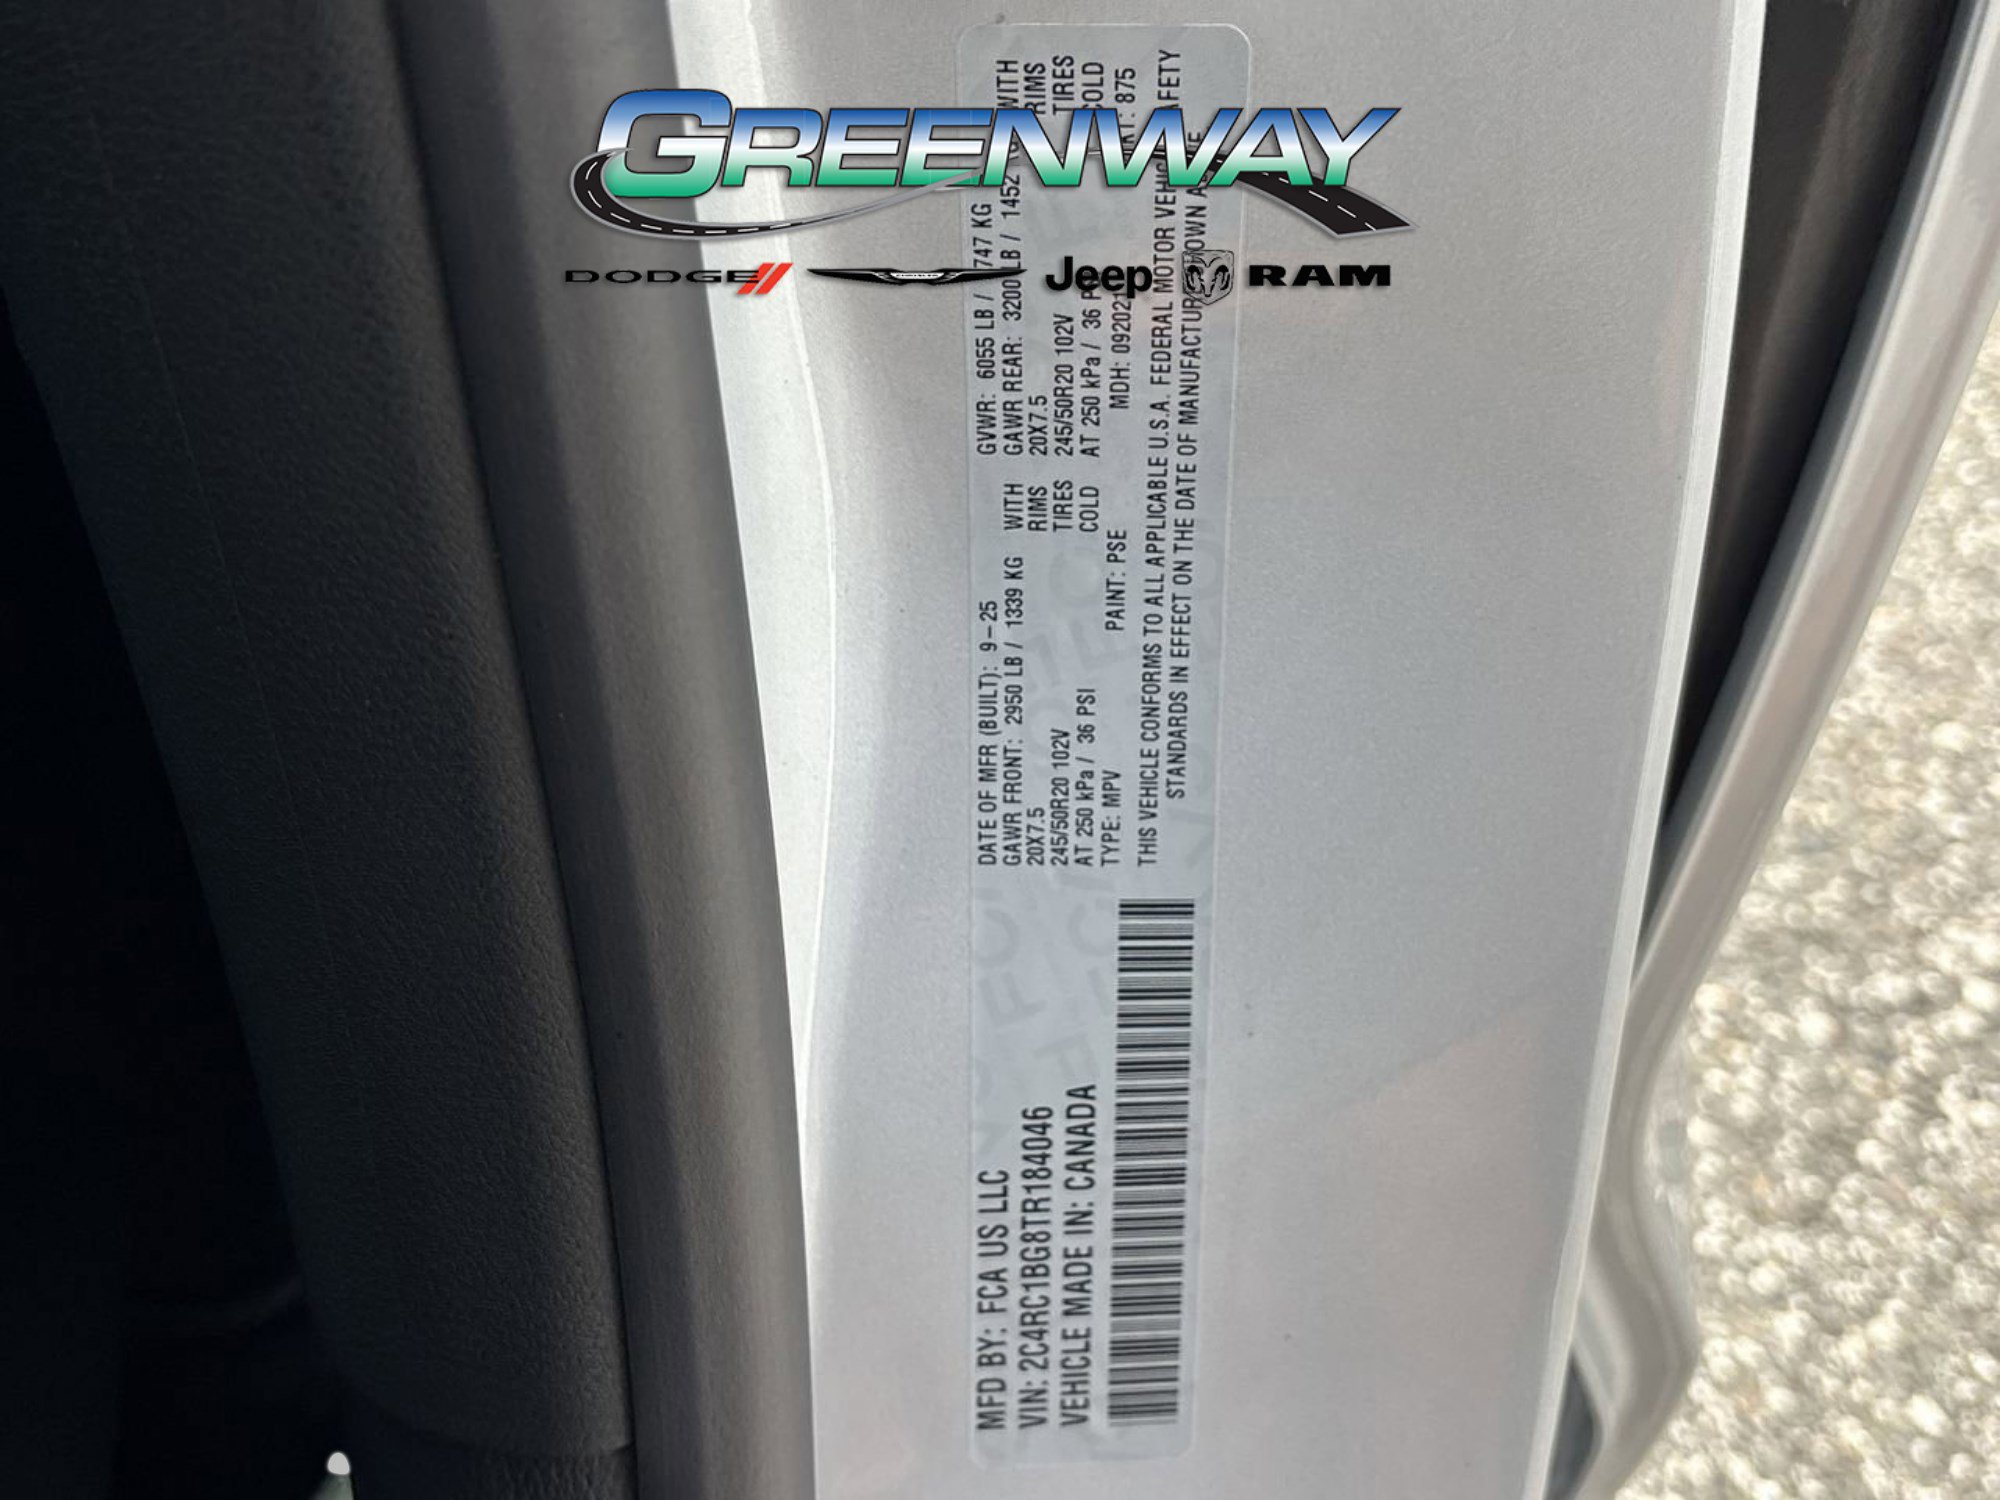 GREENWAY
DODGE CHRYSLER Jeep RAM
MFD BY: FCA US LLC
VIN: 2C4RC1BG8TR184046
VEHICLE MADE IN: CANADA
DATE OF MFR (BUILT): 9-25 GVWR: 6055 LB / 747 KG
GAWR FRONT: 2950 LB / 1339 KG WITH GAWR REAR: 3200 LB / 1452 WITH
20X7.5 RIMS 20X7.5 RIMS
245/50R20 102V TIRES 245/50R20 102V TIRES
AT 250 kPa / 36 PSI COLD AT 250 kPa / 36 COLD
TYPE: MPV PAINT: PSE MDH: 875
THIS VEHICLE CONFORMS TO ALL APPLICABLE U.S.A. FEDERAL MOTOR
STANDARDS IN EFFECT ON THE DATE OF